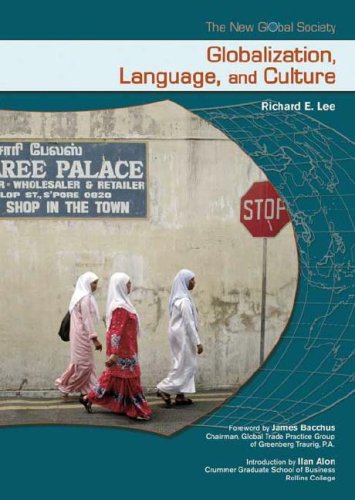 The New Global Society
Globalization,
Language, and Culture
Richard E. Lee
சாரி பேலஸ்
REE PALACE
R · WHOLESALER & RETAILER
LOP ST., S'PORE 0820
SHOP IN THE TOWN
STOP
Foreword by James Bacchus
Chairman, Global Trade Practice Group
of Greenberg Traurig, P.A.
Introduction by Ilan Alon
Crummer Graduate School of Business
Rollins College